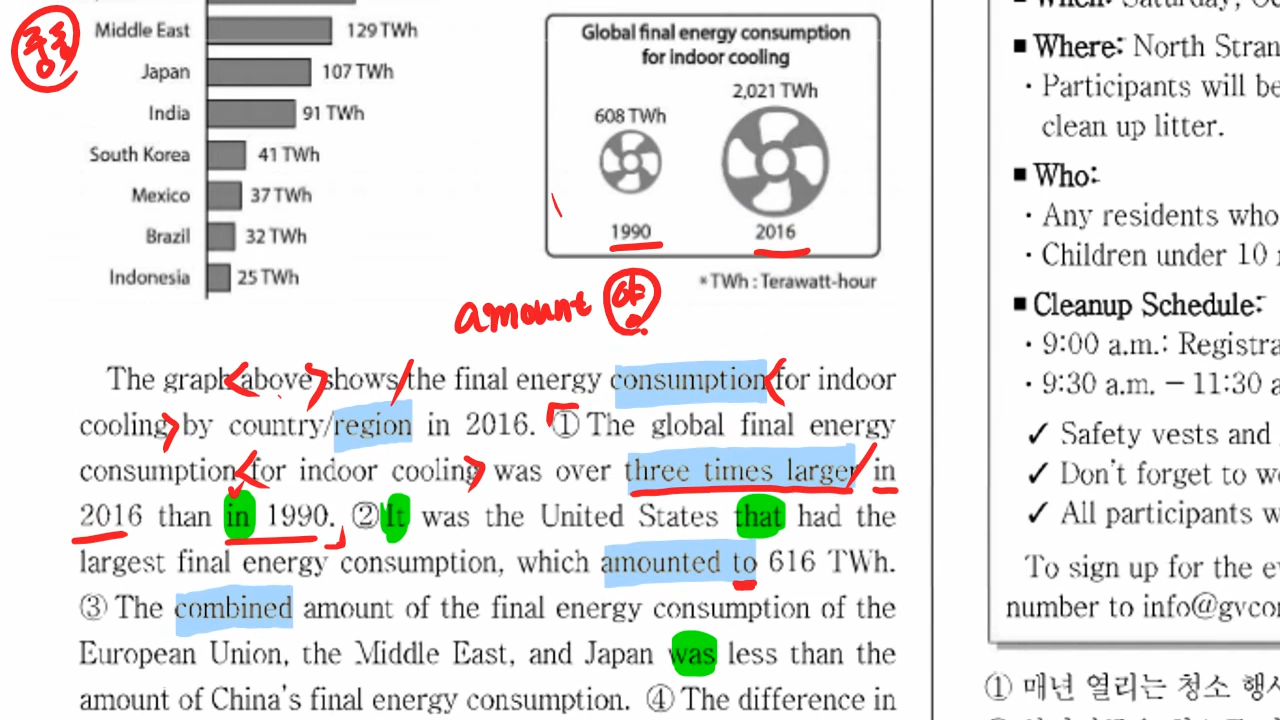 중동
Middle East 129 TWh
Japan 107 TWh
India 91 TWh
South Korea 41 TWh
Mexico 37 TWh
Brazil 32 TWh
Indonesia 25 TWh
Global final energy consumption
for indoor cooling
2,021 TWh
608 TWh
1990 2016
* TWh : Terawatt-hour
amount 양
The graph above shows the final energy consumption for indoor
cooling by country/region in 2016. ① The global final energy
consumption for indoor cooling was over three times larger in
2016 than in 1990. ② It was the United States that had the
largest final energy consumption, which amounted to 616 TWh.
③ The combined amount of the final energy consumption of the
European Union, the Middle East, and Japan was less than the
amount of China's final energy consumption. ④ The difference in
■ When: Saturday,
■ Where: North
· Participants will be
clean up litter.
■ Who:
· Any residents who
· Children under 10
■ Cleanup Schedule:
· 9:00 a.m.:
· 9:30 a.m. – 11:30
✓ Safety vests and
✓ Don't forget to
✓ All participants
To sign up for the
number to
① 매년 열리는 청소